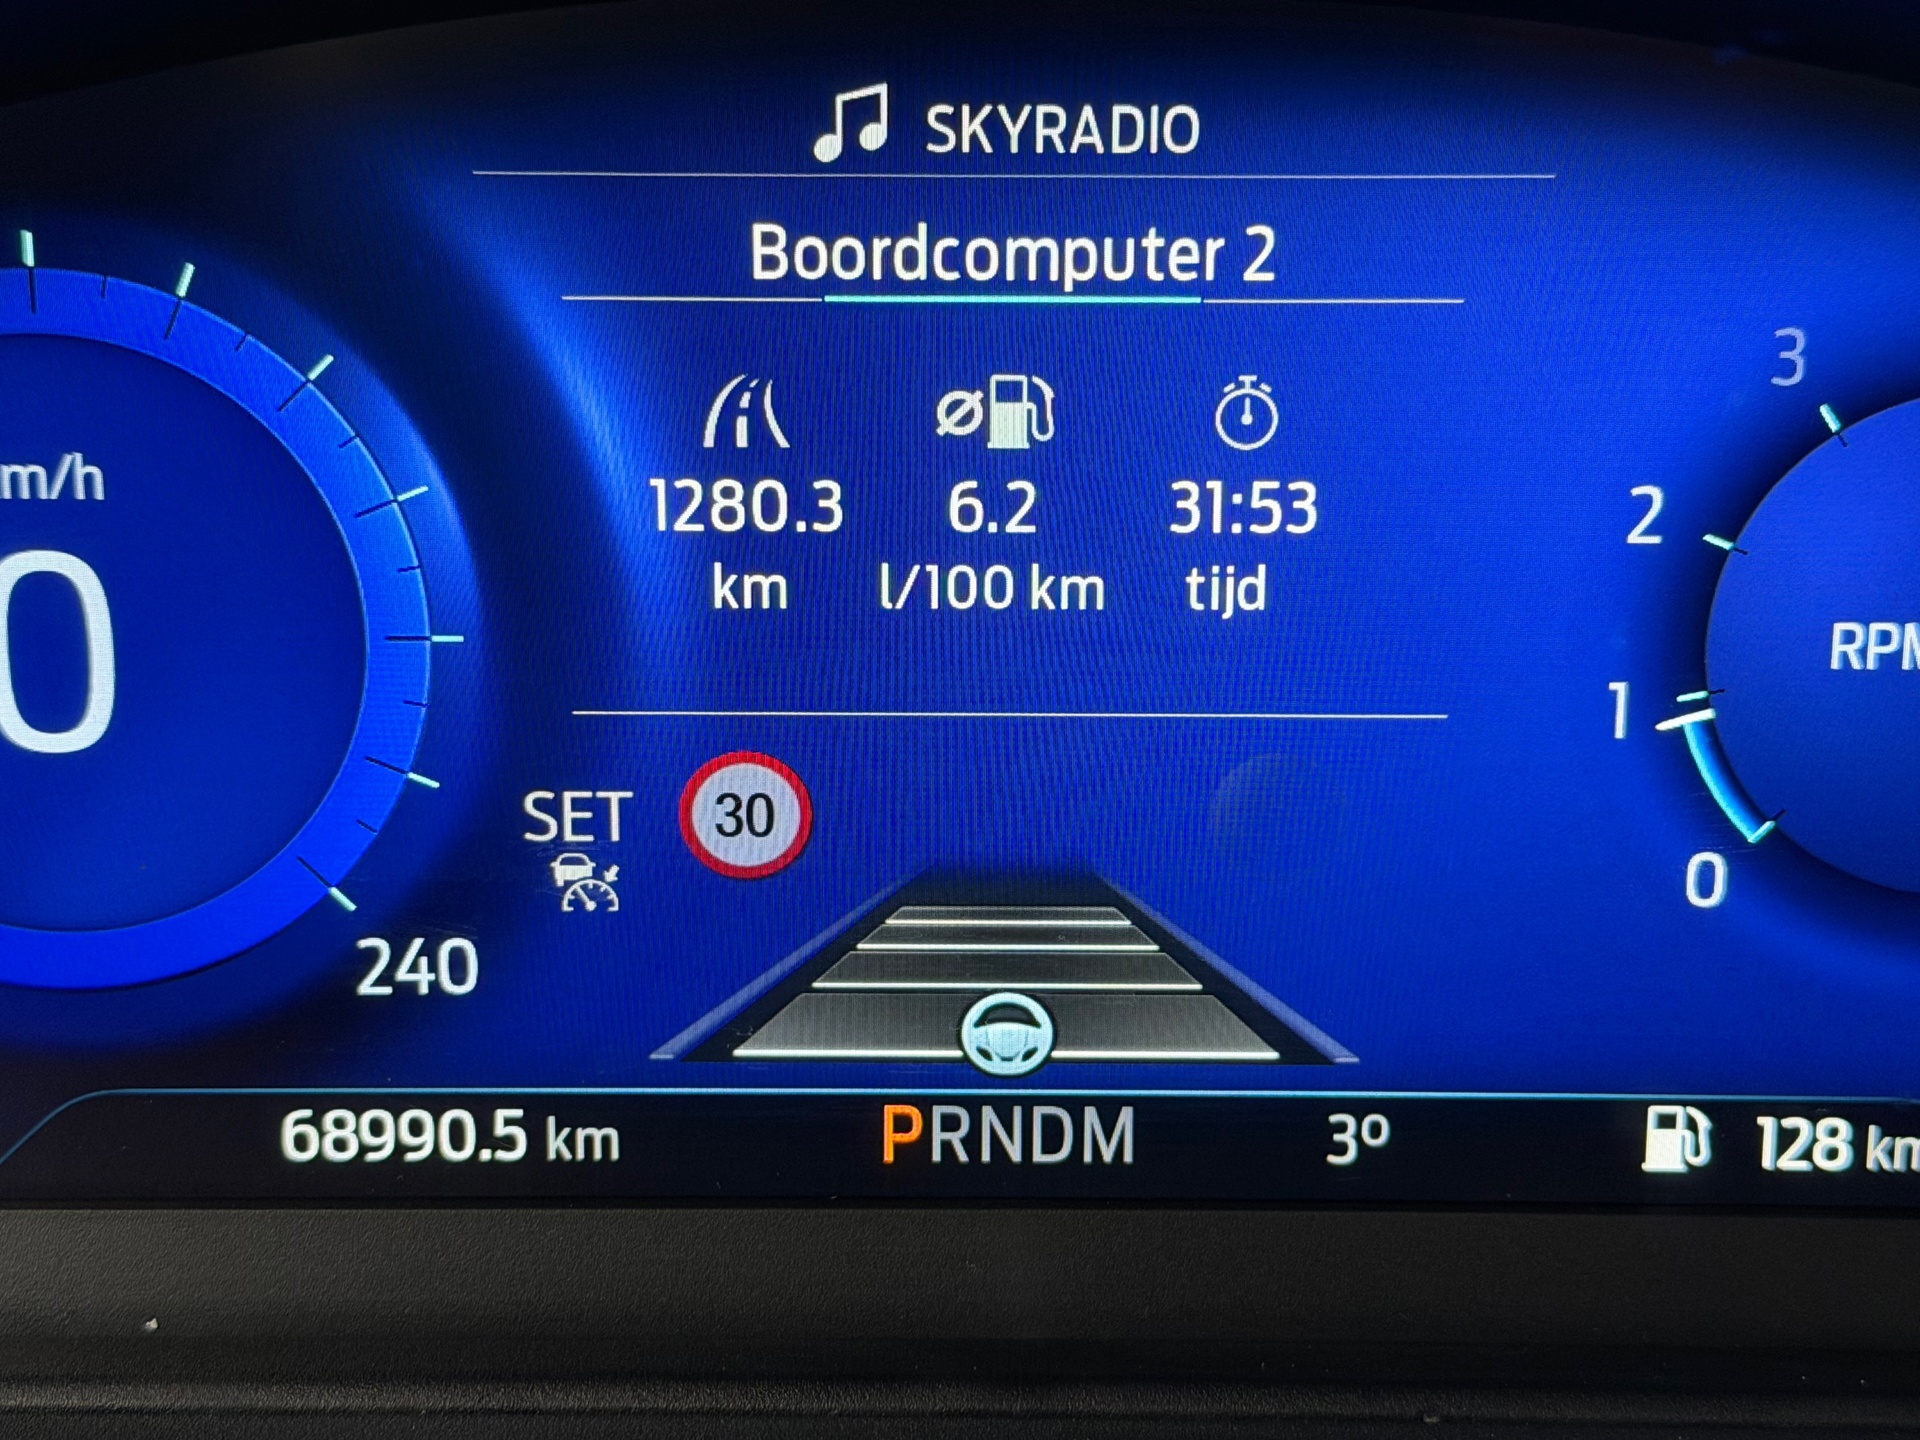 SKYRADIO
Boordcomputer 2
1280.3 6.2 31:53
km l/100 km tijd
m/h
0
3
2
1
0
RPM
SET
30
240
68990.5 km PRNDM 3º 128 km